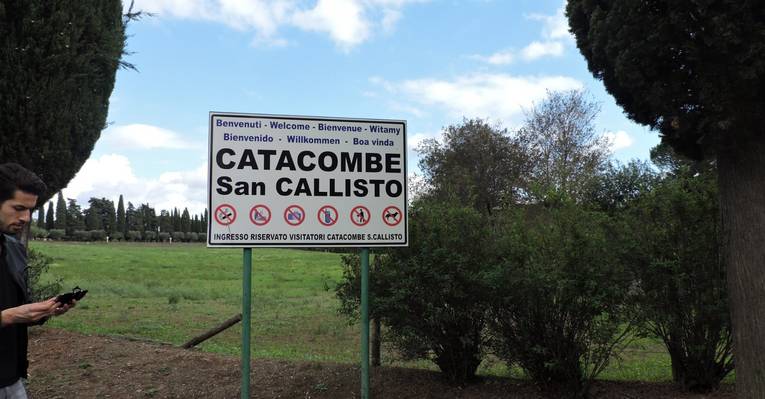 Benvenuti - Welcome - Bienvenue - Witamy
Bienvenido - Willkommen - Boa vinda
CATACOMBE
San CALLISTO
INGRESSO RISERVATO VISITATORI CATACOMBE S.CALLISTO